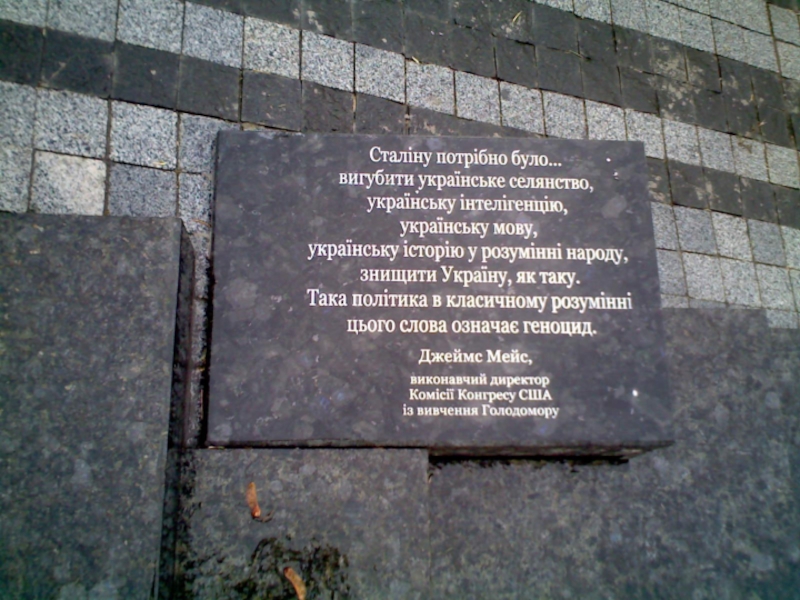 Сталіну потрібно було...
вигубити українське селянство,
українську інтелігенцію,
українську мову,
українську історію у розумінні народу,
знищити Україну, як таку.
Така політика в класичному розумінні
цього слова означає геноцид.
Джеймс Мейс,
виконавчий директор
Комісії Конгресу США
із вивчення Голодомору